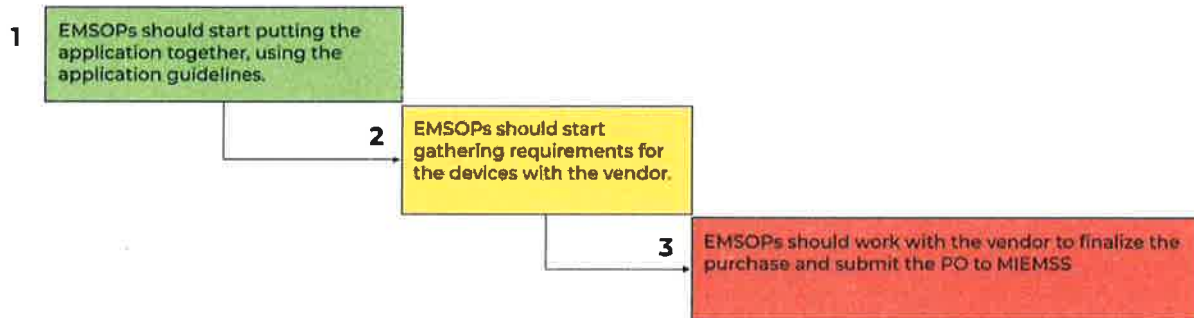 1
EMSOPs should start putting the
application together, using the
application guidelines.
2
EMSOPs should start
gathering requirements for
the devices with the vendor.
3
EMSOPs should work with the vendor to finalize the
purchase and submit the PO to MIEMSS